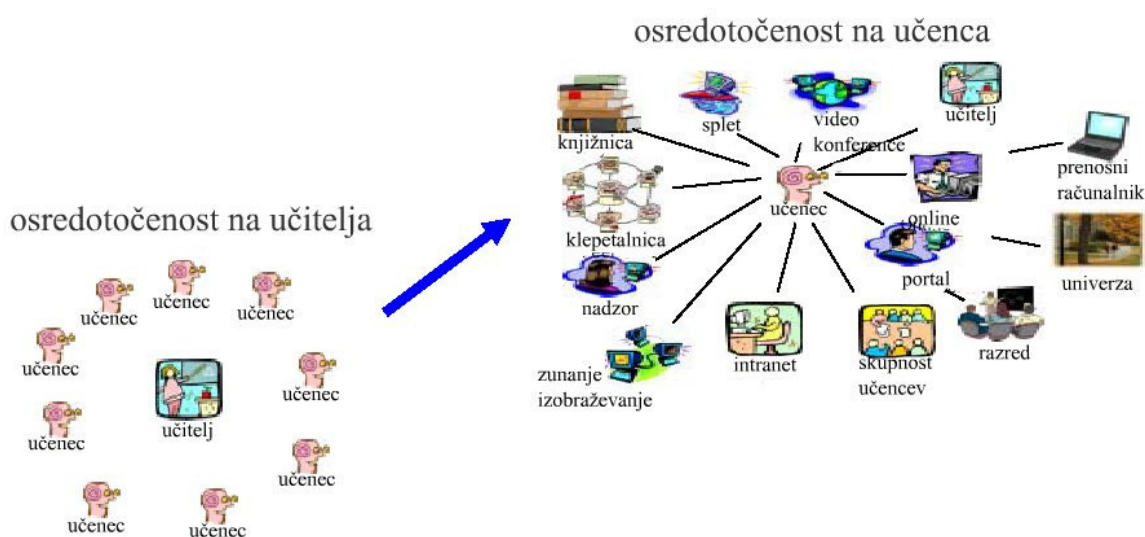 osredotočenost na učenca
knjižnica
splet
video
konference
učitelj
prenosni
računalnik
klepetalnica
učenec
online
nadzor
portal
univerza
zunanje
izobraževanje
intranet
skupnost
učencev
razred
osredotočenost na učitelja
učenec
učenec
učenec
učenec
učenec
učitelj
učenec
učenec
učenec
učenec